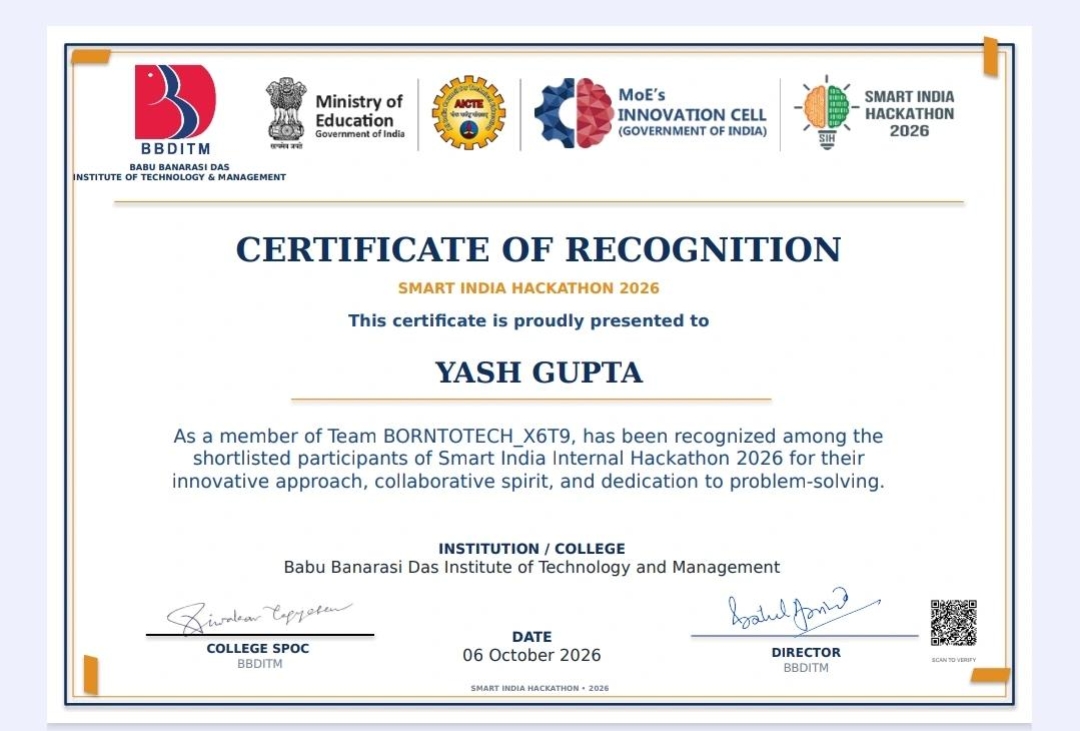 BBDITM
BABU BANARASI DAS
INSTITUTE OF TECHNOLOGY & MANAGEMENT
सत्यमेव जयते
Ministry of
Education
Government of India
AICTE
MoE's
INNOVATION CELL
(GOVERNMENT OF INDIA)
SIH
SMART INDIA
HACKATHON
2026
CERTIFICATE OF RECOGNITION
SMART INDIA HACKATHON 2026
This certificate is proudly presented to
YASH GUPTA
As a member of Team BORNTOTECH_X6T9, has been recognized among the
shortlisted participants of Smart India Internal Hackathon 2026 for their
innovative approach, collaborative spirit, and dedication to problem-solving.
INSTITUTION / COLLEGE
Babu Banarasi Das Institute of Technology and Management
COLLEGE SPOC
BBDITM
DATE
06 October 2026
DIRECTOR
BBDITM
SCAN TO VERIFY
SMART INDIA HACKATHON • 2026